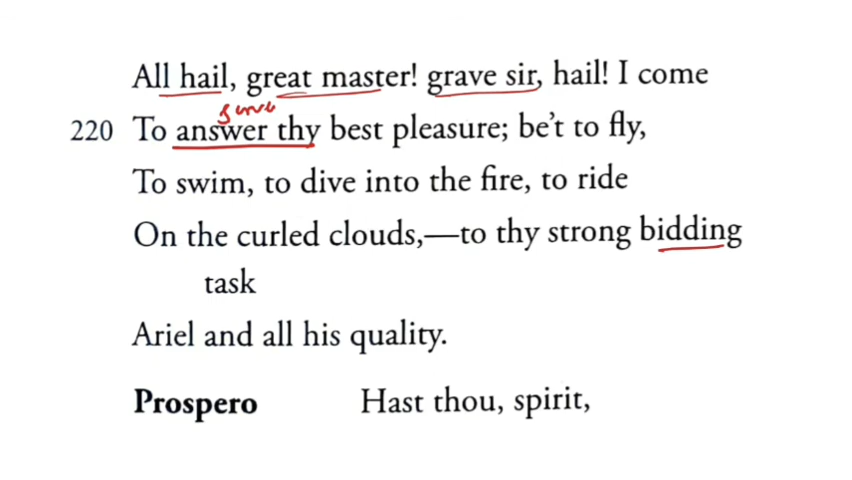 All hail, great master! grave sir, hail! I come
serve
220 To answer thy best pleasure; be't to fly,
To swim, to dive into the fire, to ride
On the curled clouds,—to thy strong bidding
task
Ariel and all his quality.
Prospero Hast thou, spirit,